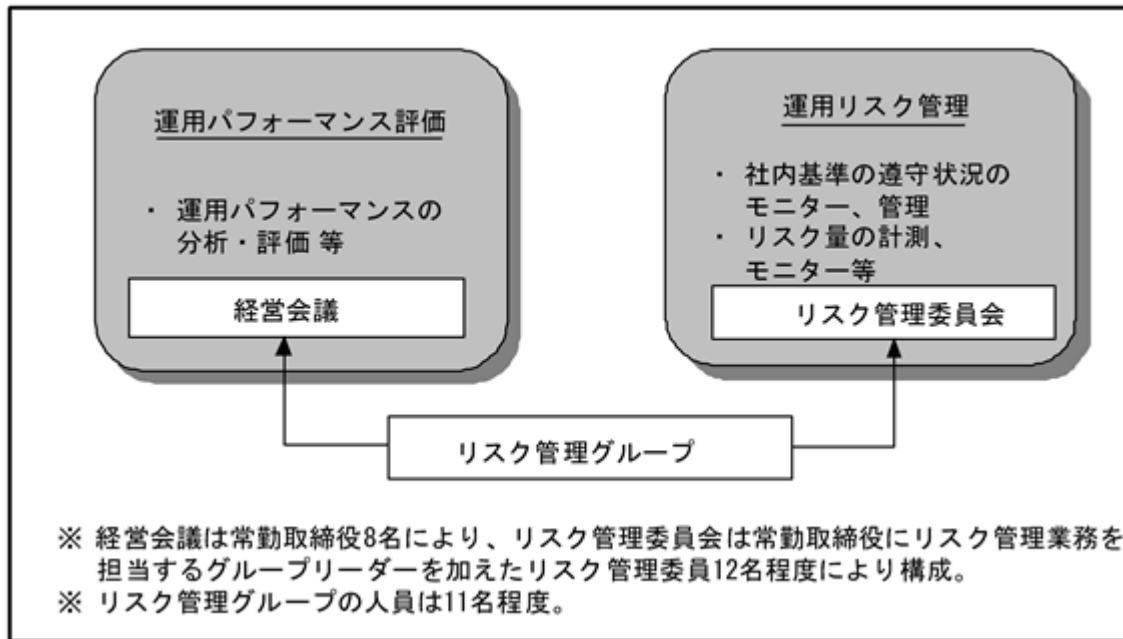 運用パフォーマンス評価
・ 運用パフォーマンスの
分析・評価 等
経営会議
運用リスク管理
・ 社内基準の遵守状況の
モニター、管理
・ リスク量の計測、
モニター等
リスク管理委員会
リスク管理グループ
※ 経営会議は常勤取締役8名により、リスク管理委員会は常勤取締役にリスク管理業務を
担当するグループリーダーを加えたリスク管理委員12名程度により構成。
※ リスク管理グループの人員は11名程度。